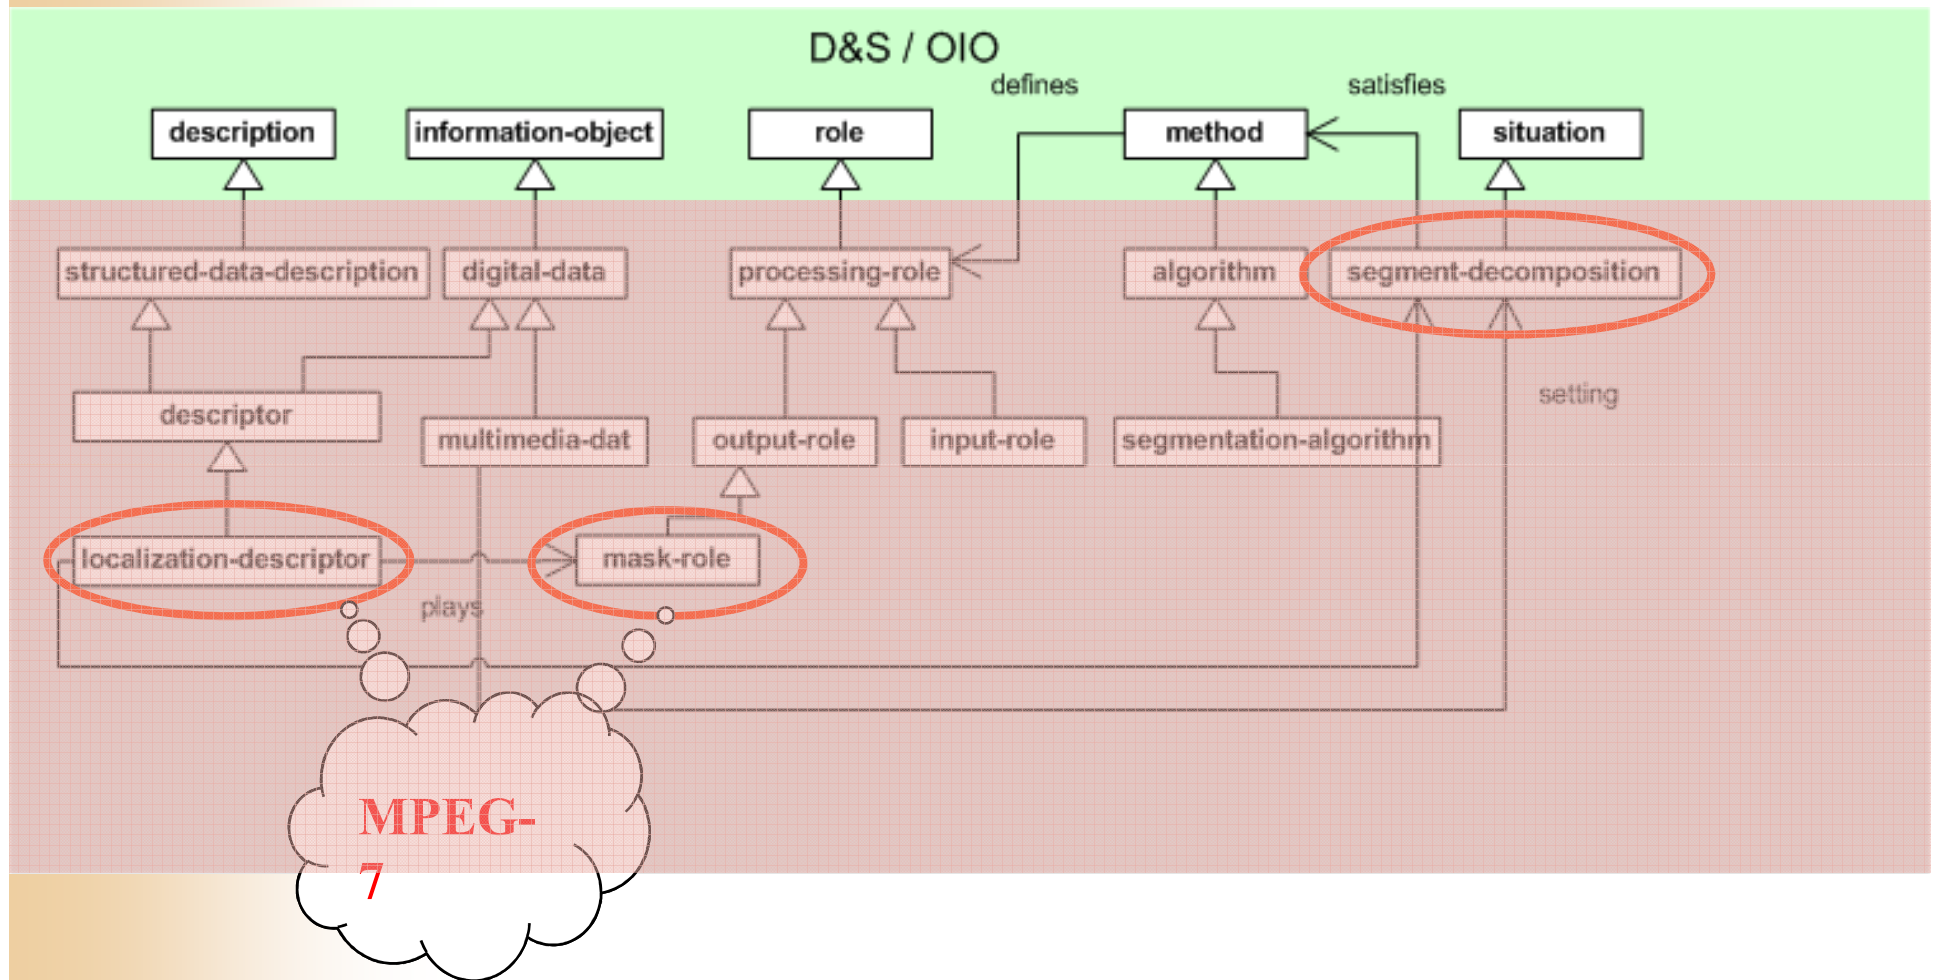 D&S / OIO
defines
satisfies
description
information-object
role
method
situation
structured-data-description
digital-data
processing-role
algorithm
segment-decomposition
setting
descriptor
multimedia-dat
output-role
input-role
segmentation-algorithm
localization-descriptor
mask-role
plays
MPEG-
7